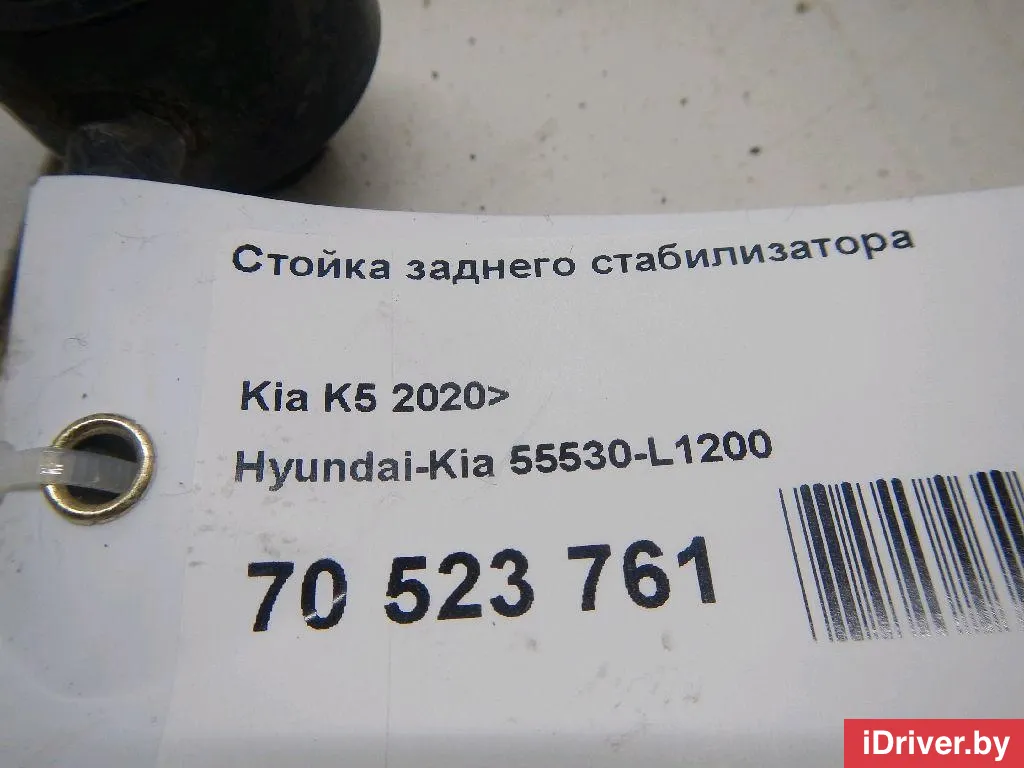 Стойка заднего стабилизатора
Kia K5 2020>
Hyundai-Kia 55530-L1200
70 523 761
iDriver.by